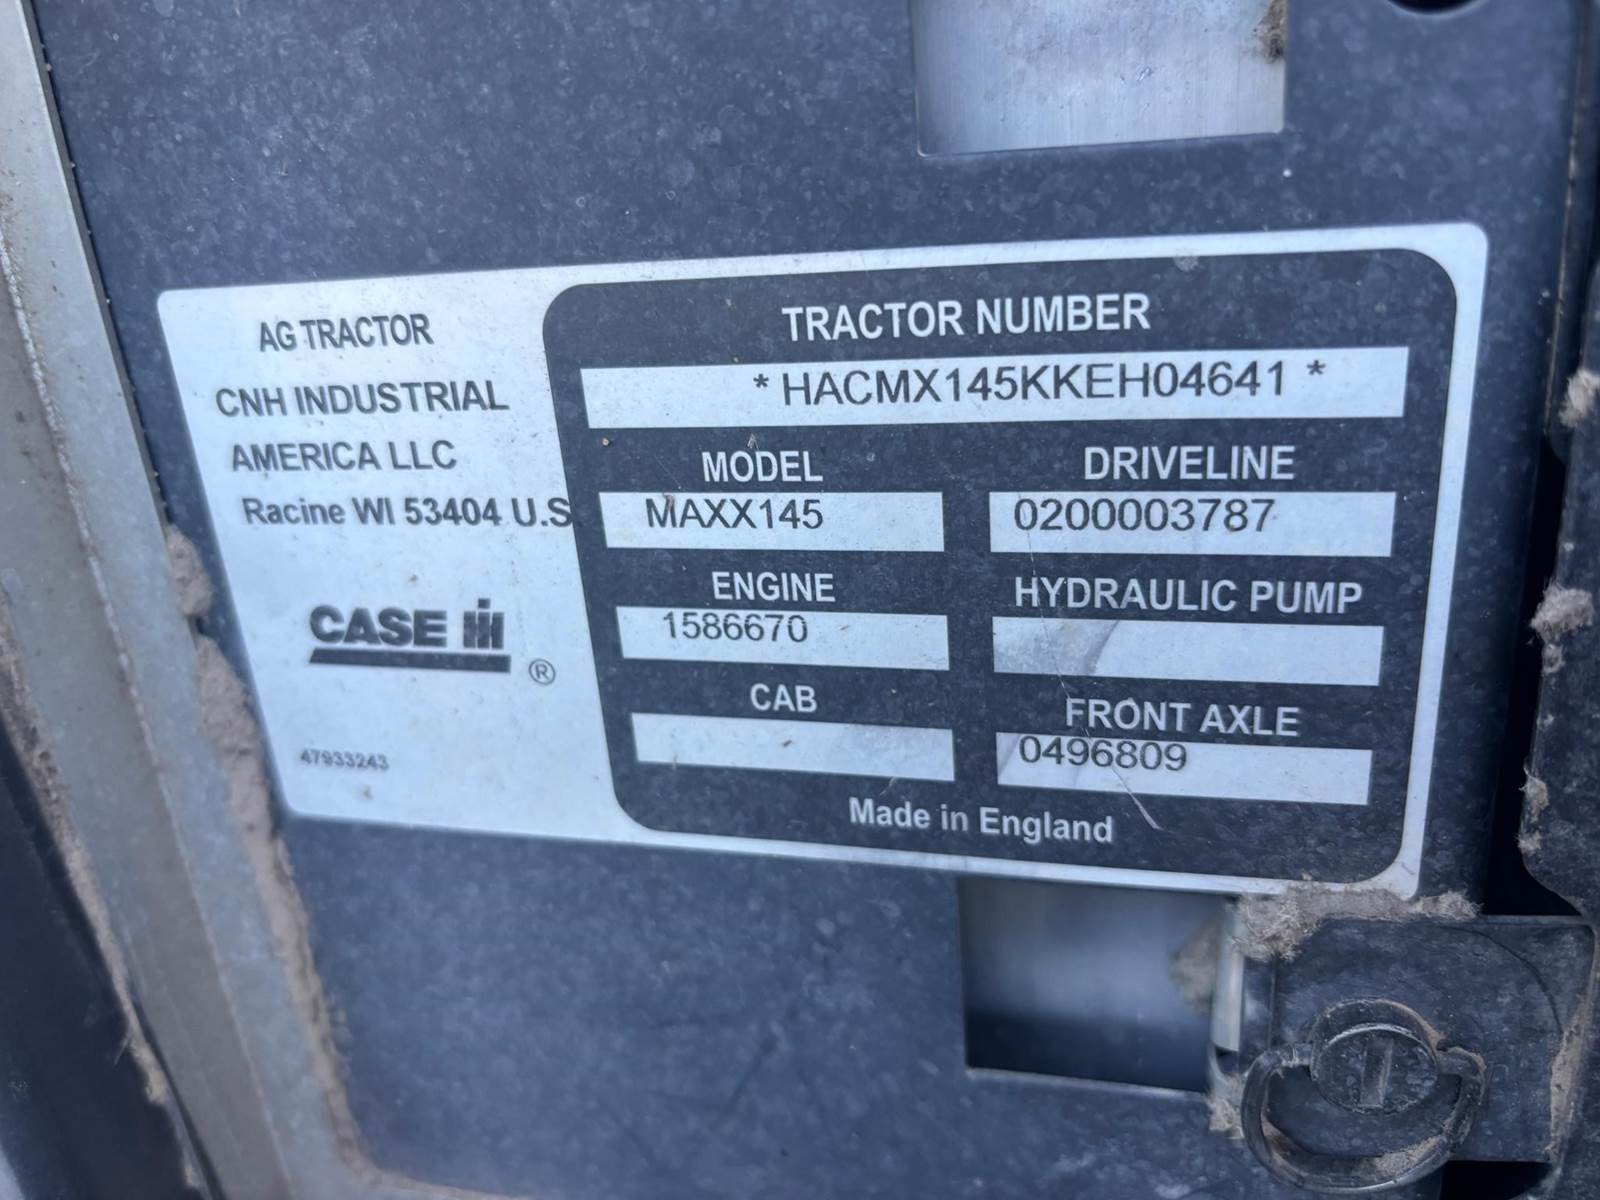 AG TRACTOR
CNH INDUSTRIAL
AMERICA LLC
Racine WI 53404 U.S.
CASE IH
®
47933243
TRACTOR NUMBER
* HACMX145KKEH04641 *
MODEL
DRIVELINE
MAXX145
0200003787
ENGINE
HYDRAULIC PUMP
1586670
CAB
FRONT AXLE
0496809
Made in England